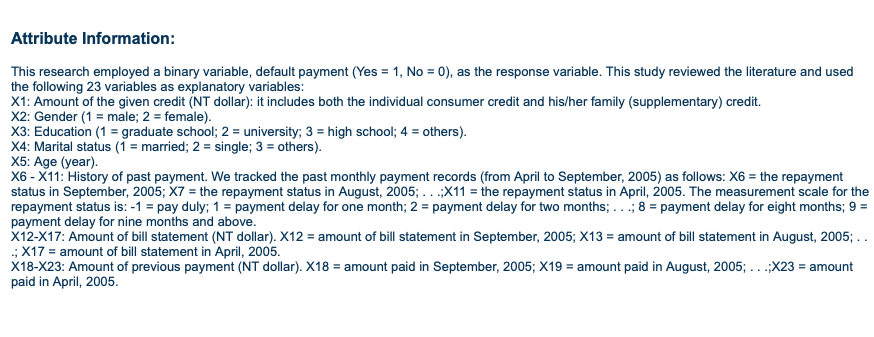 Attribute Information:
This research employed a binary variable, default payment (Yes = 1, No = 0), as the response variable. This study reviewed the literature and used
the following 23 variables as explanatory variables:
X1: Amount of the given credit (NT dollar): it includes both the individual consumer credit and his/her family (supplementary) credit.
X2: Gender (1 = male; 2 = female).
X3: Education (1 = graduate school; 2 = university; 3 = high school; 4 = others).
X4: Marital status (1 = married; 2 = single; 3 = others).
X5: Age (year).
X6 - X11: History of past payment. We tracked the past monthly payment records (from April to September, 2005) as follows: X6 = the repayment
status in September, 2005; X7 = the repayment status in August, 2005; . . .;X11 = the repayment status in April, 2005. The measurement scale for the
repayment status is: -1 = pay duly; 1 = payment delay for one month; 2 = payment delay for two months; . . .; 8 = payment delay for eight months; 9 =
payment delay for nine months and above.
X12-X17: Amount of bill statement (NT dollar). X12 = amount of bill statement in September, 2005; X13 = amount of bill statement in August, 2005; . .
.; X17 = amount of bill statement in April, 2005.
X18-X23: Amount of previous payment (NT dollar). X18 = amount paid in September, 2005; X19 = amount paid in August, 2005; . . .;X23 = amount
paid in April, 2005.